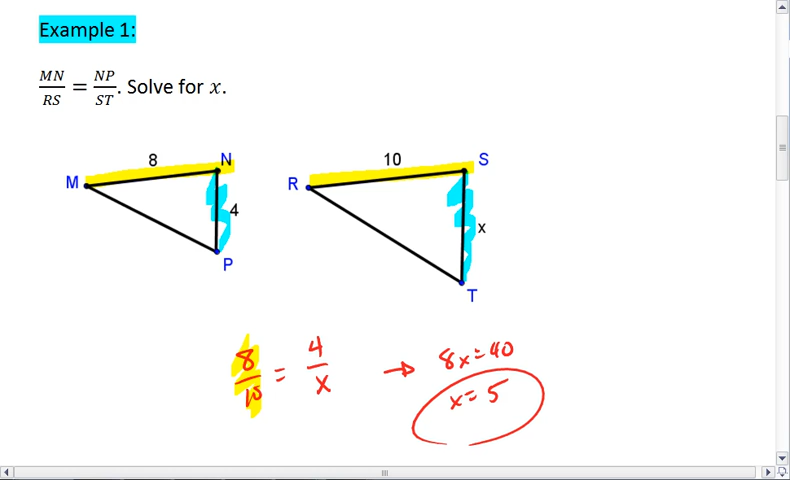 Example 1:
MN/RS = NP/ST. Solve for x.
8
N
M
4
P
10
S
R
x
T
8/10 = 4/x → 8x = 40
x = 5